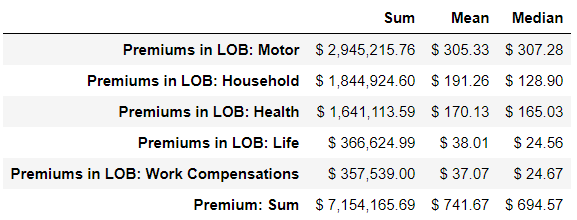 Sum Mean Median
Premiums in LOB: Motor $ 2,945,215.76 $ 305.33 $ 307.28
Premiums in LOB: Household $ 1,844,924.60 $ 191.26 $ 128.90
Premiums in LOB: Health $ 1,641,113.59 $ 170.13 $ 165.03
Premiums in LOB: Life $ 366,624.99 $ 38.01 $ 24.56
Premiums in LOB: Work Compensations $ 357,539.00 $ 37.07 $ 24.67
Premium: Sum $ 7,154,165.69 $ 741.67 $ 694.57